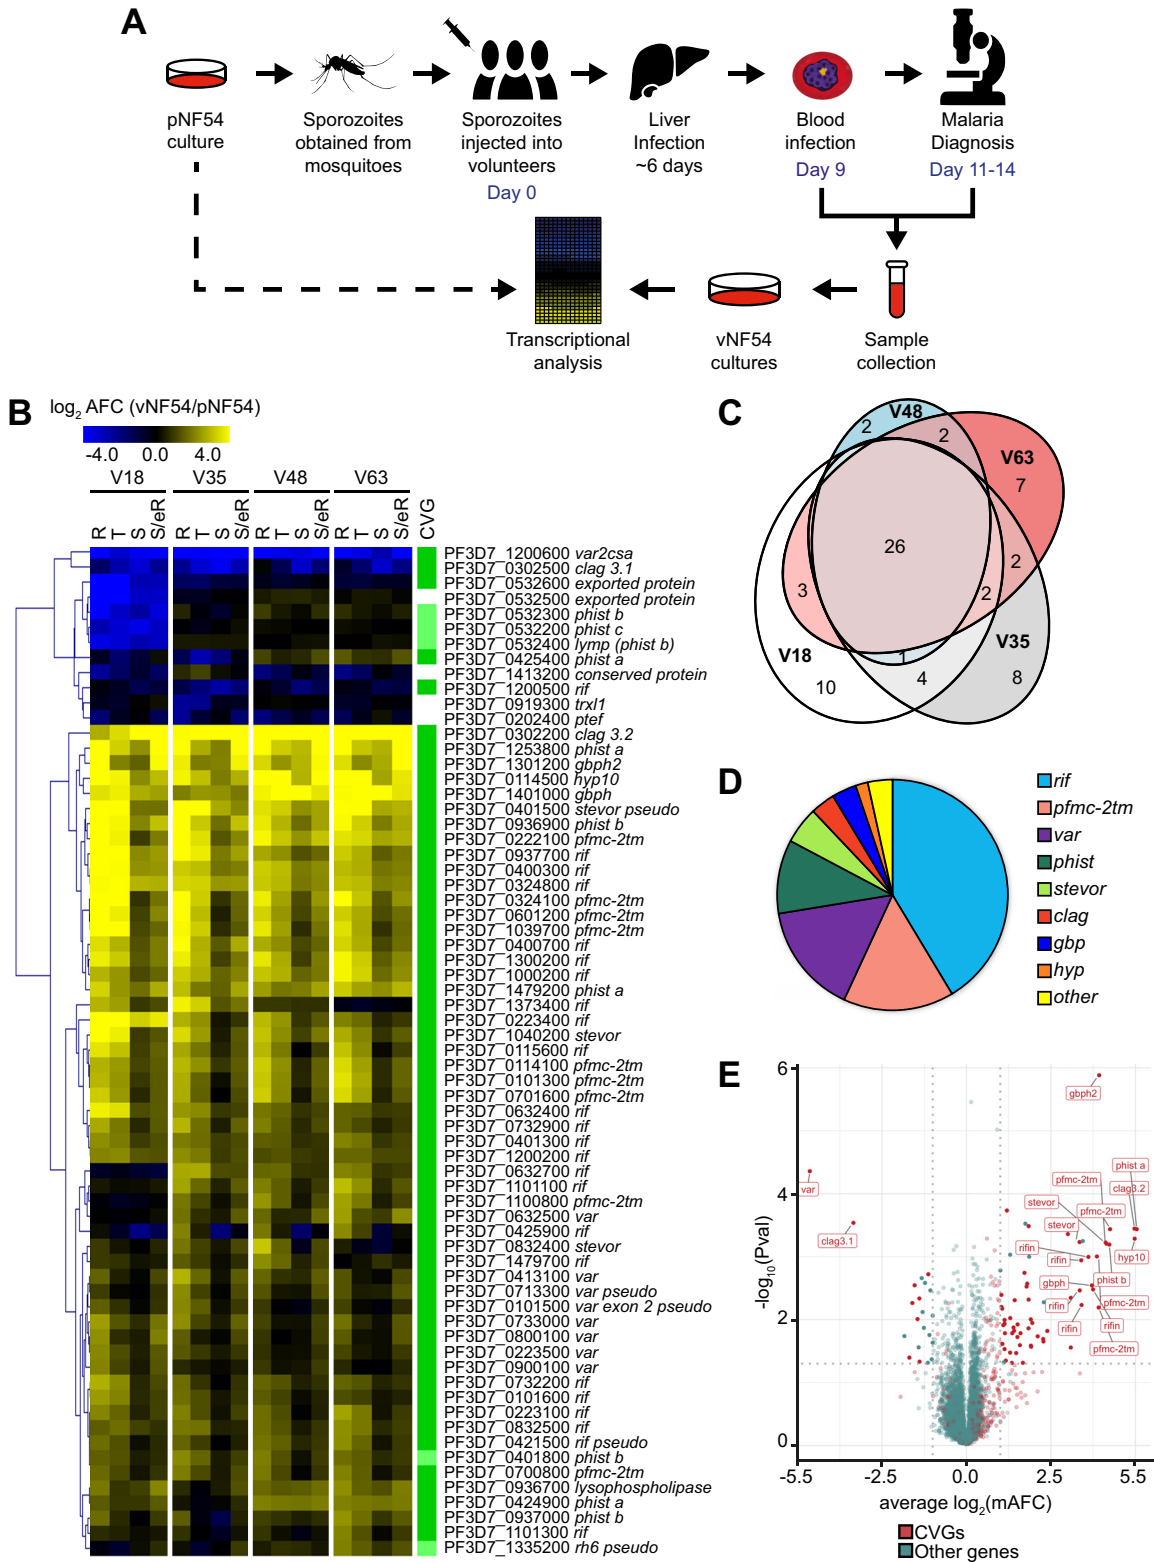 A
pNF54
culture
Sporozoites
obtained from
mosquitoes
Sporozoites
injected into
volunteers
Day 0
Liver
Infection
~6 days
Blood
infection
Day 9
Malaria
Diagnosis
Day 11-14
Transcriptional
analysis
vNF54
cultures
Sample
collection
B
log2 AFC (vNF54/pNF54)
-4.0 0.0 4.0
V18 V35 V48 V63
R T S S/eR R T S S/eR R T S S/eR R T S S/eR CVG
PF3D7_1200600 var2csa
PF3D7_0302500 clag 3.1
PF3D7_0532600 exported protein
PF3D7_0532500 exported protein
PF3D7_0532300 phist b
PF3D7_0532200 phist c
PF3D7_0532400 lymp (phist b)
PF3D7_0425400 phist a
PF3D7_1413200 conserved protein
PF3D7_1200500 rif
PF3D7_0919300 trxl1
PF3D7_0202400 ptef
PF3D7_0302200 clag 3.2
PF3D7_1253800 phist a
PF3D7_1301200 gbph2
PF3D7_0114500 hyp10
PF3D7_1401000 gbph
PF3D7_0401500 stevor pseudo
PF3D7_0936900 phist b
PF3D7_0222100 pfmc-2tm
PF3D7_0937700 rif
PF3D7_0400300 rif
PF3D7_0324800 rif
PF3D7_0324100 pfmc-2tm
PF3D7_0601200 pfmc-2tm
PF3D7_1039700 pfmc-2tm
PF3D7_0400700 rif
PF3D7_1300200 rif
PF3D7_1000200 rif
PF3D7_1479200 phist a
PF3D7_1373400 rif
PF3D7_0223400 rif
PF3D7_1040200 stevor
PF3D7_0115600 rif
PF3D7_0114100 pfmc-2tm
PF3D7_0101300 pfmc-2tm
PF3D7_0701600 pfmc-2tm
PF3D7_0632400 rif
PF3D7_0732900 rif
PF3D7_0401300 rif
PF3D7_1200200 rif
PF3D7_0632700 rif
PF3D7_1101100 rif
PF3D7_1100800 pfmc-2tm
PF3D7_0632500 var
PF3D7_0425900 rif
PF3D7_0832400 stevor
PF3D7_1479700 rif
PF3D7_0413100 var
PF3D7_0713300 var pseudo
PF3D7_0101500 var exon 2 pseudo
PF3D7_0733000 var
PF3D7_0800100 var
PF3D7_0223500 var
PF3D7_0900100 var
PF3D7_0732200 rif
PF3D7_0101600 rif
PF3D7_0223100 rif
PF3D7_0832500 rif
PF3D7_0421500 rif pseudo
PF3D7_0401800 phist b
PF3D7_0700800 pfmc-2tm
PF3D7_0936700 lysophospholipase
PF3D7_0424900 phist a
PF3D7_0937000 phist b
PF3D7_1101300 rif
PF3D7_1335200 rh6 pseudo
C
V48
2
2
V63
7
26
2
3
2
V35
V18
1
4
8
10
D
rif
pfmc-2tm
var
phist
stevor
clag
gbp
hyp
other
E
6
4
2
0
-log10(Pval)
gbph2
phist a
pfmc-2tm
clag3.2
var
stevor
pfmc-2tm
stevor
clag3.1
rifin
hyp10
rifin
phist b
gbph
pfmc-2tm
rifin
rifin
rifin
pfmc-2tm
-5.5 -2.5 0.0 2.5 5.5
average log2(mAFC)
CVGs
Other genes